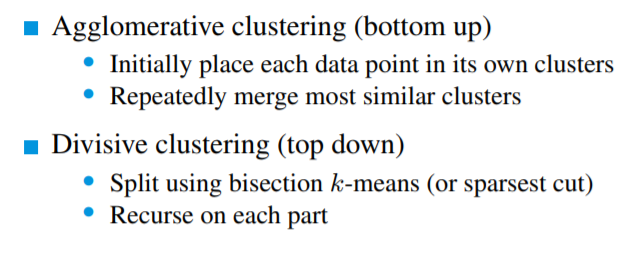 Agglomerative clustering (bottom up)
Initially place each data point in its own clusters
Repeatedly merge most similar clusters
Divisive clustering (top down)
Split using bisection k-means (or sparsest cut)
Recurse on each part